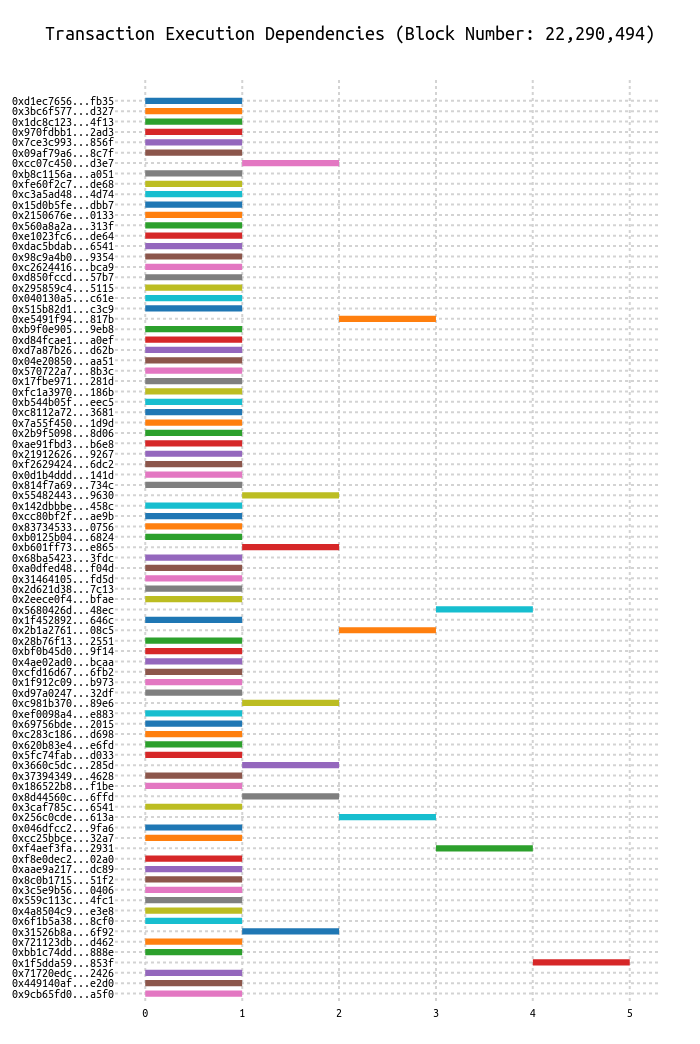 Transaction Execution Dependencies (Block Number: 22,290,494)
0xd1ec7656...fb35
0x3bc6f577...d327
0x1dc8c123...4f13
0x970fdbb1...2ad3
0x7ce3c993...856f
0x09af79a6...8c7f
0xcc07c450...d3e7
0xb8c1156a...a051
0xfe60f2c7...de68
0xc3a5ad48...4d74
0x15d0b5fe...dbb7
0x2150676e...0133
0x560a8a2a...313f
0xe1023fc6...de64
0xdac5bdab...6541
0x98c9a4b0...9354
0xc2624416...bca9
0xd850fccd...57b7
0x295859c4...5115
0x040130a5...c61e
0x515b82d1...c3c9
0xe5491f94...817b
0xb9f0e905...9eb8
0xd84fcae1...a0ef
0xd7a87b26...d62b
0x04e20850...aa51
0x570722a7...8b3c
0x17fbe971...281d
0xfc1a3970...186b
0xb544b05f...eec5
0xc8112a72...3681
0x7a55f450...1d9d
0x2b9f5098...8d06
0xae91fbd3...b6e8
0x21912626...9267
0xf2629424...6dc2
0x0d1b4ddd...141d
0x814f7a69...734c
0x55482443...9630
0x142dbbbe...458c
0xcc80bf2f...ae9b
0x83734533...0756
0xb0125b04...6824
0xb601ff73...e865
0x68ba5423...3fdc
0xa0dfed48...f04d
0x31464105...fd5d
0x2d621d38...7c13
0x2eece0f4...bfae
0x5680426d...48ec
0x1f452892...646c
0x2b1a2761...08c5
0x28b76f13...2551
0xbf0b45d0...9f14
0x4ae02ad0...bcaa
0xcfd16d67...6fb2
0x1f912c09...b973
0xd97a0247...32df
0xc981b370...89e6
0xef0098a4...e883
0x69756bde...2015
0xc283c186...d698
0x620b83e4...e6fd
0x5fc74fab...d033
0x3660c5dc...285d
0x37394349...4628
0x186522b8...f1be
0x8d44560c...6ffd
0x3caf785c...6541
0x256c0cde...613a
0x046dfcc2...9fa6
0xcc25bbce...32a7
0xf4aef3fa...2931
0xf8e0dec2...02a0
0xaae9a217...dc89
0x8c0b1715...51f2
0x3c5e9b56...0406
0x559c113c...4fc1
0x4a8504c9...e3e8
0x6f1b5a38...8cf0
0x31526b8a...6f92
0x721123db...d462
0xbb1c74dd...888e
0x1f5dda59...853f
0x71720edc...2426
0x449140af...e2d0
0x9cb65fd0...a5f0
0 1 2 3 4 5